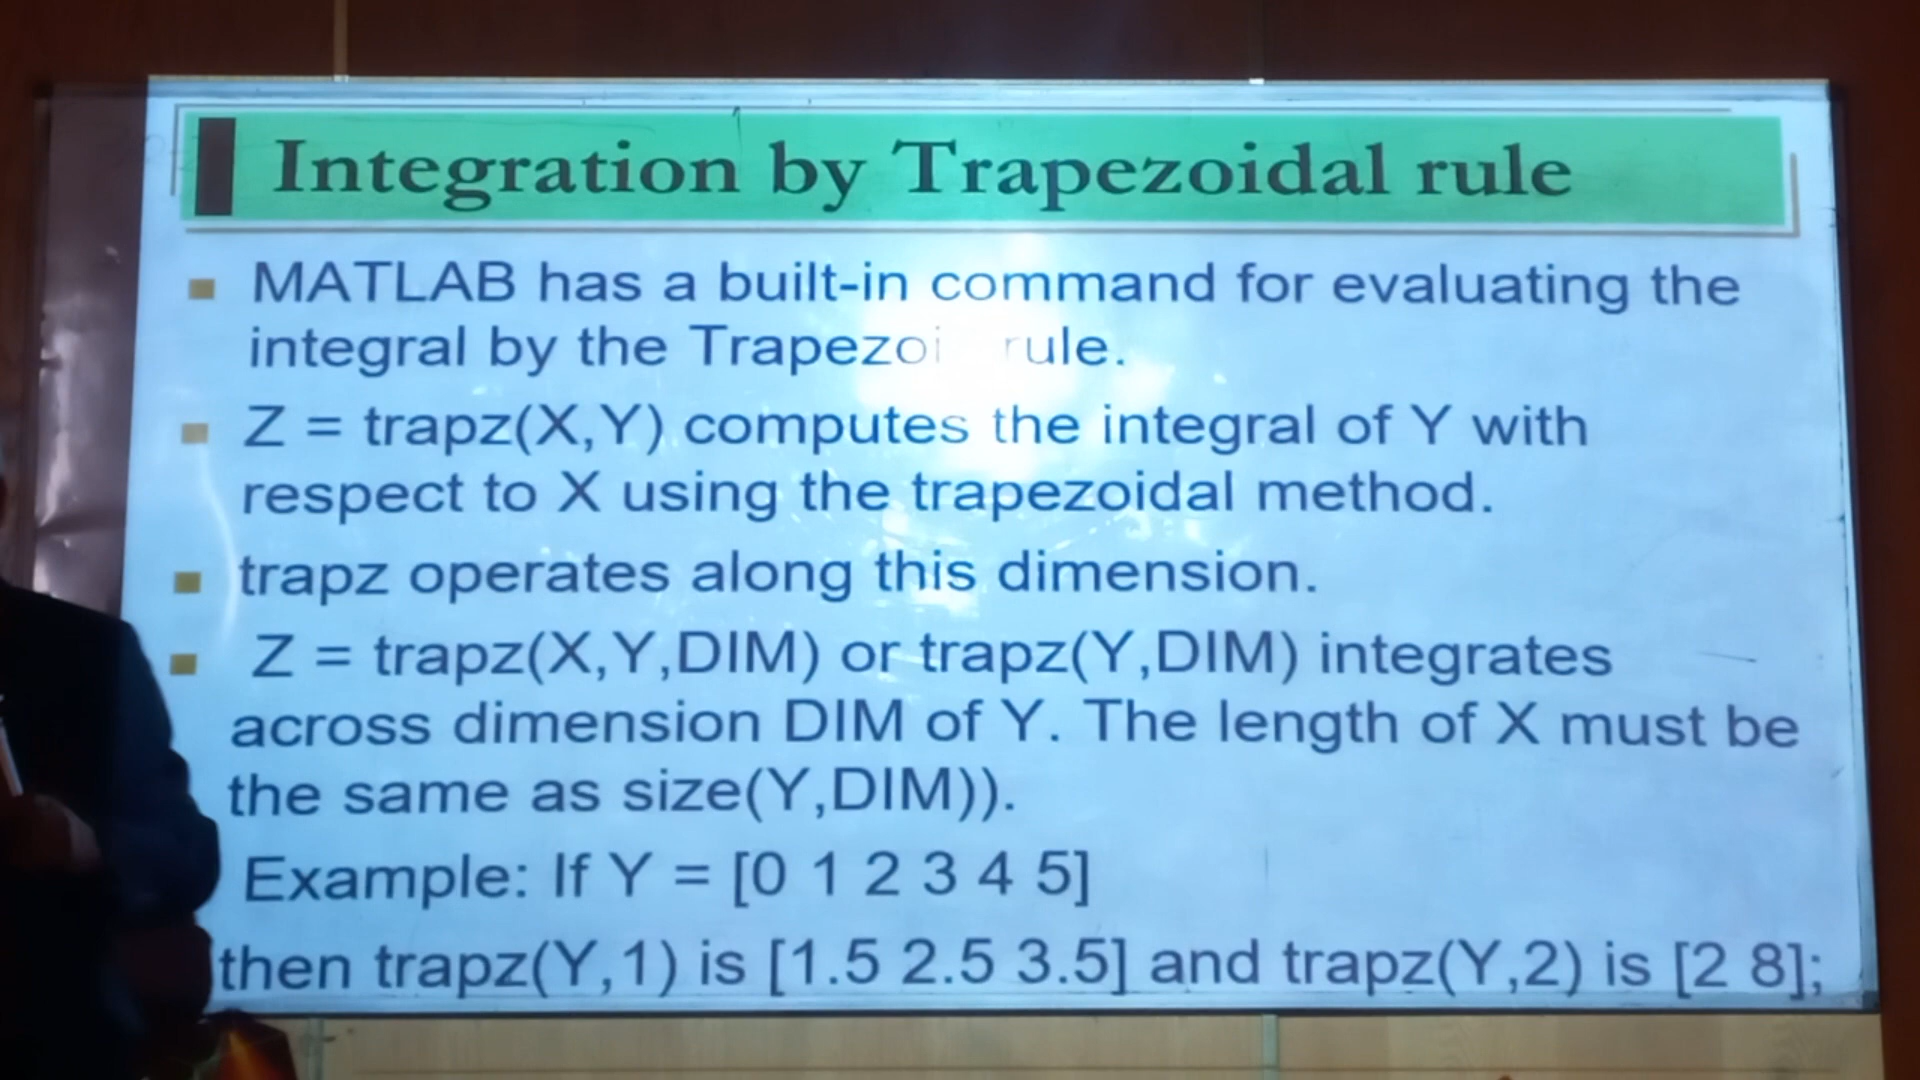 Integration by Trapezoidal rule
MATLAB has a built-in command for evaluating the
integral by the rule.
Z = trapz(X,Y) computes the integral of Y with
respect to X using the trapezoidal method.
trapz operates along this dimension.
Z = trapz(X,Y,DIM) or trapz(Y,DIM) integrates
across dimension DIM of Y. The length of X must be
the same as size(Y,DIM)).
Example: If Y = [0 1 2 3 4 5]
then trapz(Y,1) is [1.5 2.5 3.5] and trapz(Y,2) is [2 8];